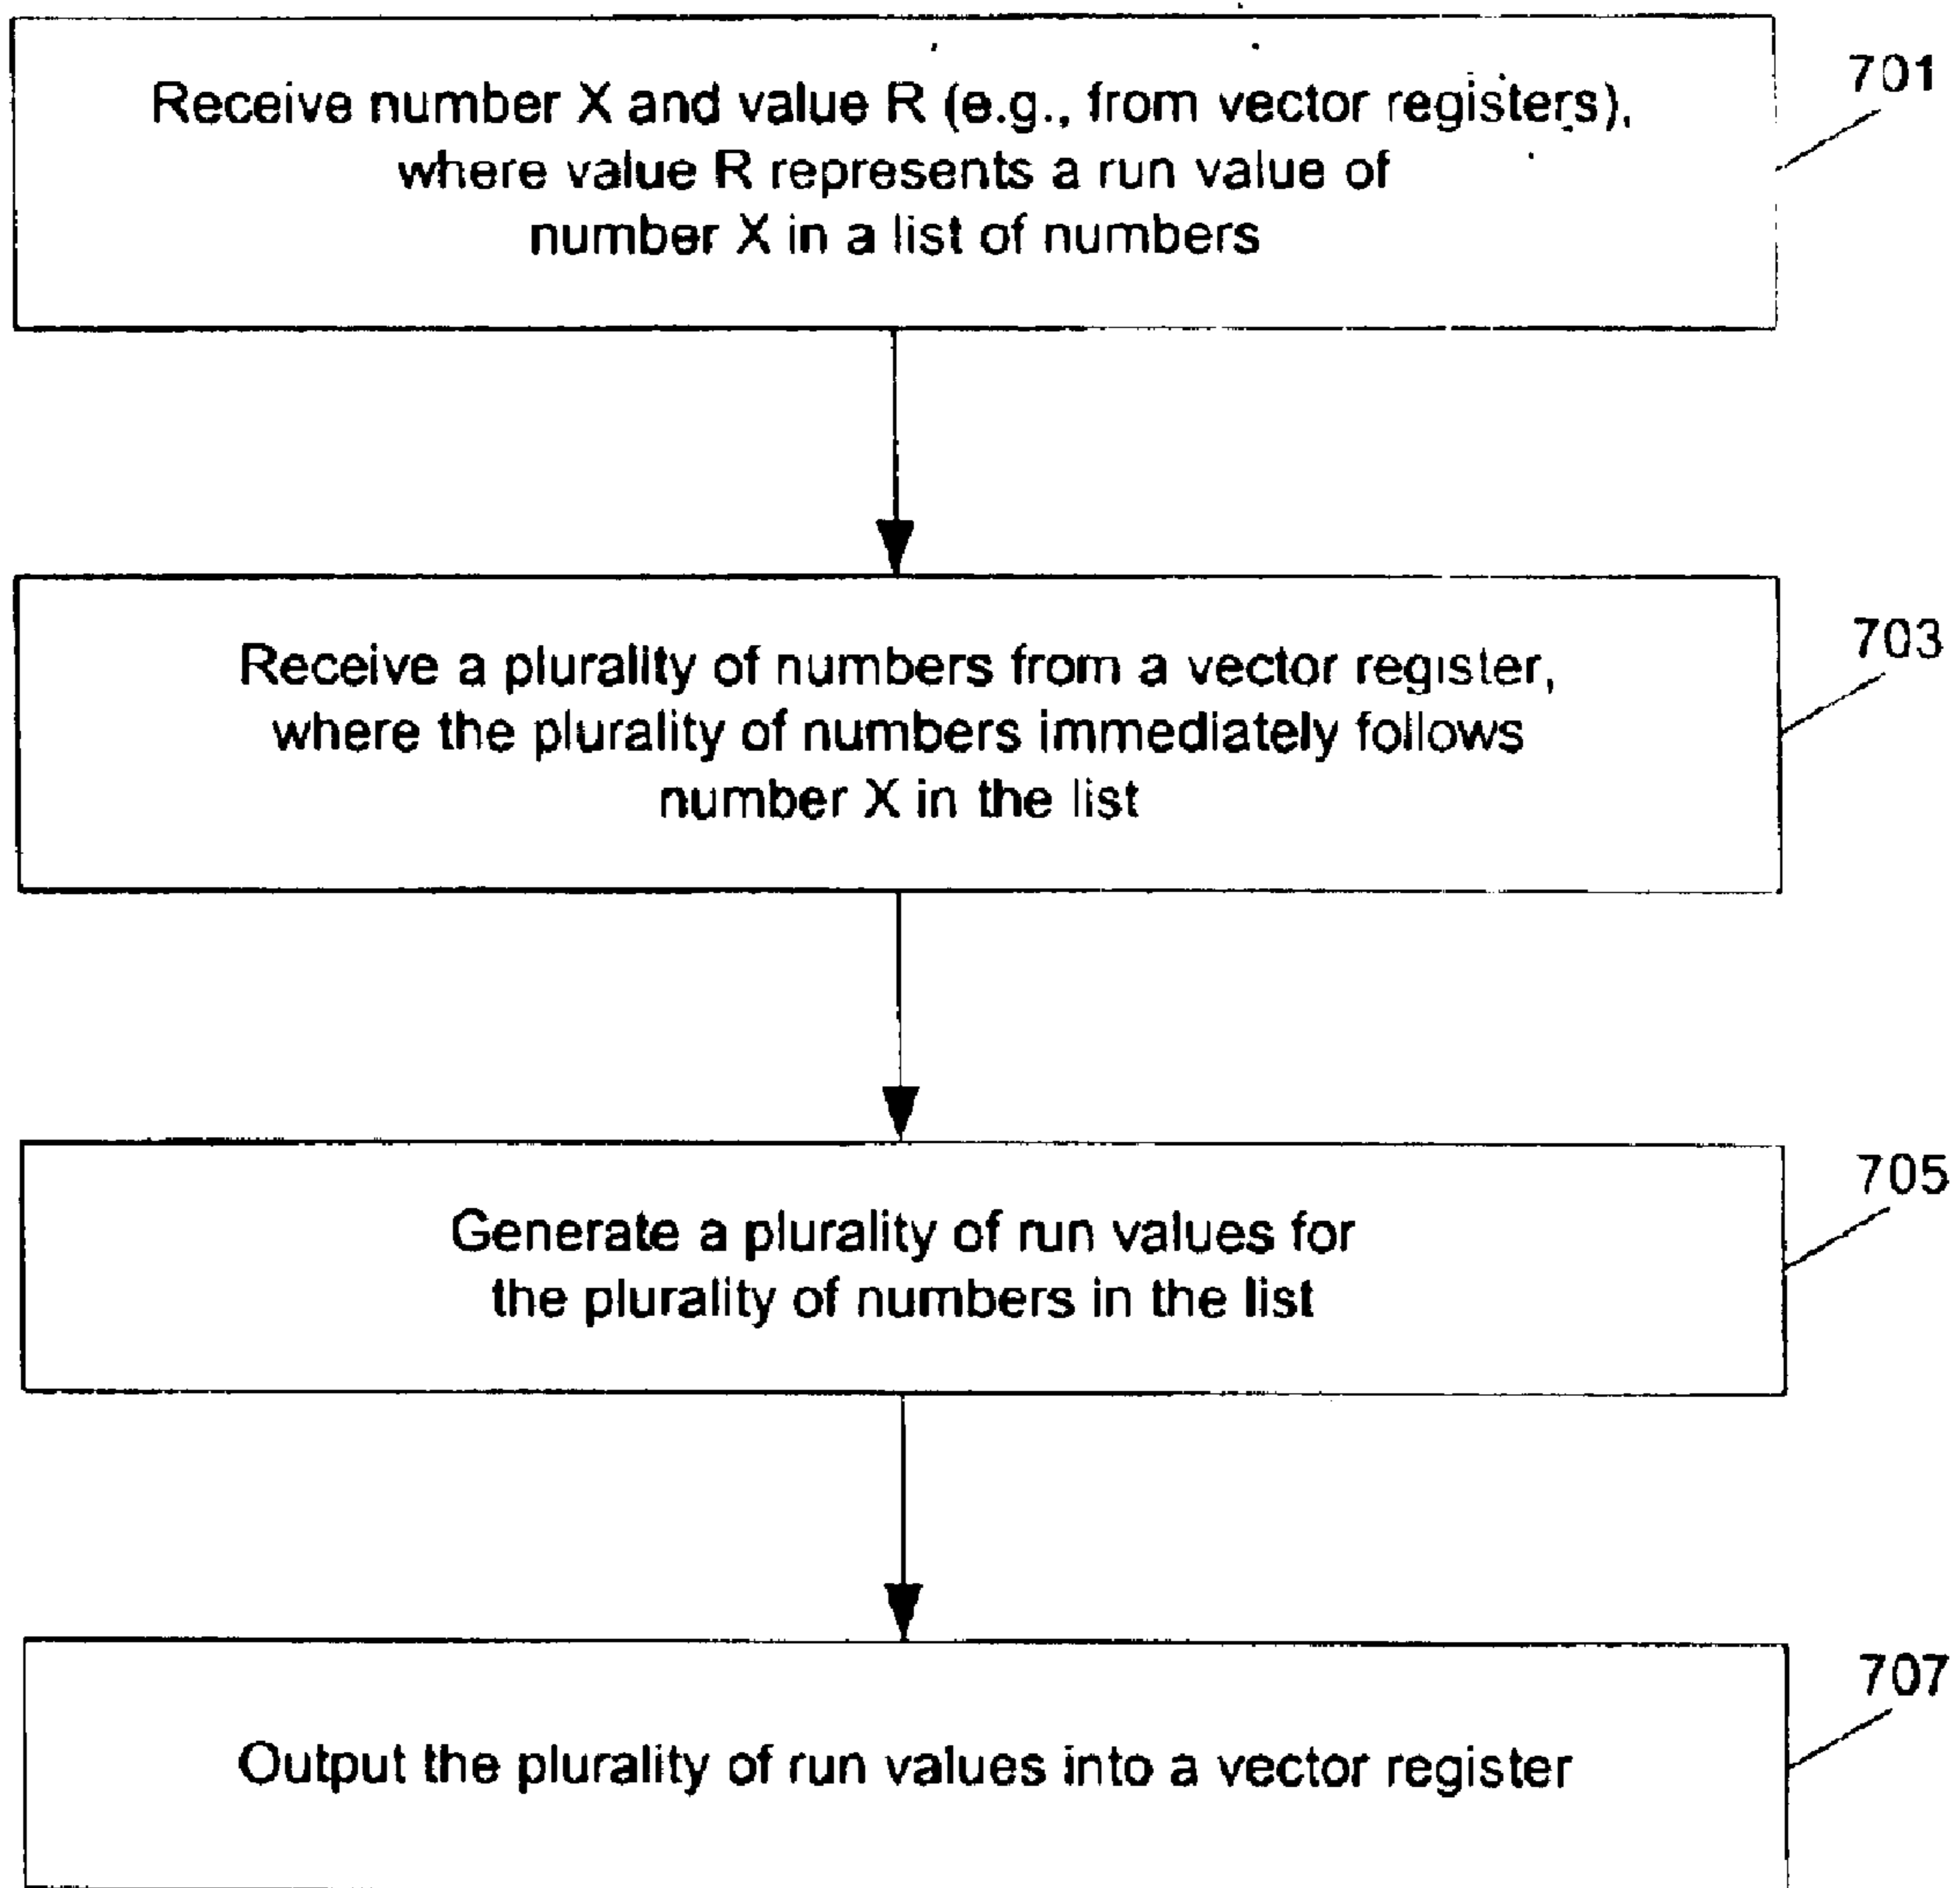 Receive number X and value R (e.g., from vector registers),
where value R represents a run value of
number X in a list of numbers
701
Receive a plurality of numbers from a vector register,
where the plurality of numbers immediately follows
number X in the list
703
Generate a plurality of run values for
the plurality of numbers in the list
705
Output the plurality of run values into a vector register
707